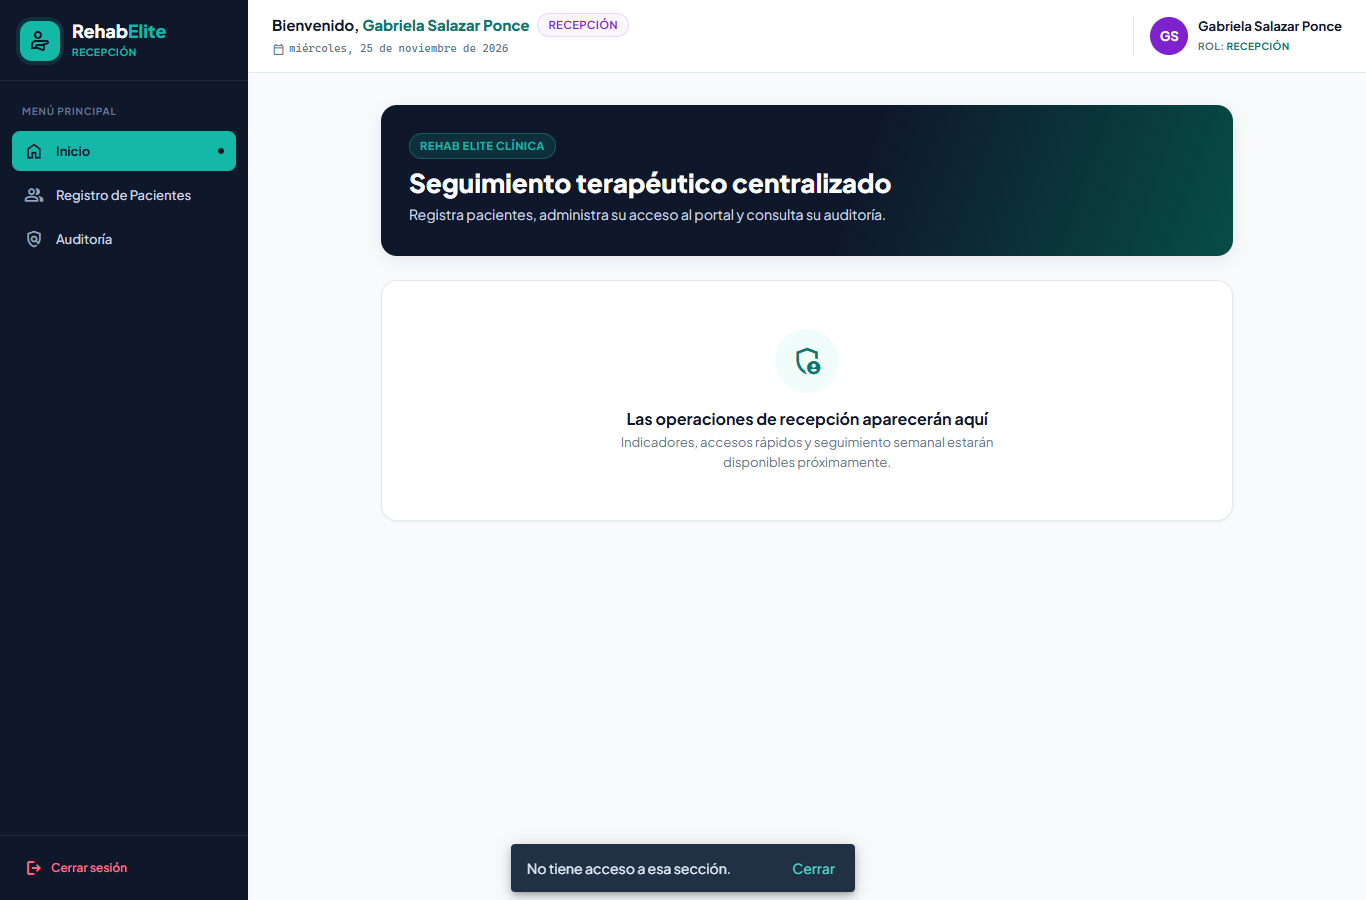 RehabElite
RECEPCIÓN
MENÚ PRINCIPAL
Inicio
Registro de Pacientes
Auditoría
Cerrar sesión
Bienvenido, Gabriela Salazar Ponce
RECEPCIÓN
miércoles, 25 de noviembre de 2026
GS
Gabriela Salazar Ponce
ROL: RECEPCIÓN
REHAB ELITE CLÍNICA
Seguimiento terapéutico centralizado
Registra pacientes, administra su acceso al portal y consulta su auditoría.
Las operaciones de recepción aparecerán aquí
Indicadores, accesos rápidos y seguimiento semanal estarán
disponibles próximamente.
No tiene acceso a esa sección.
Cerrar